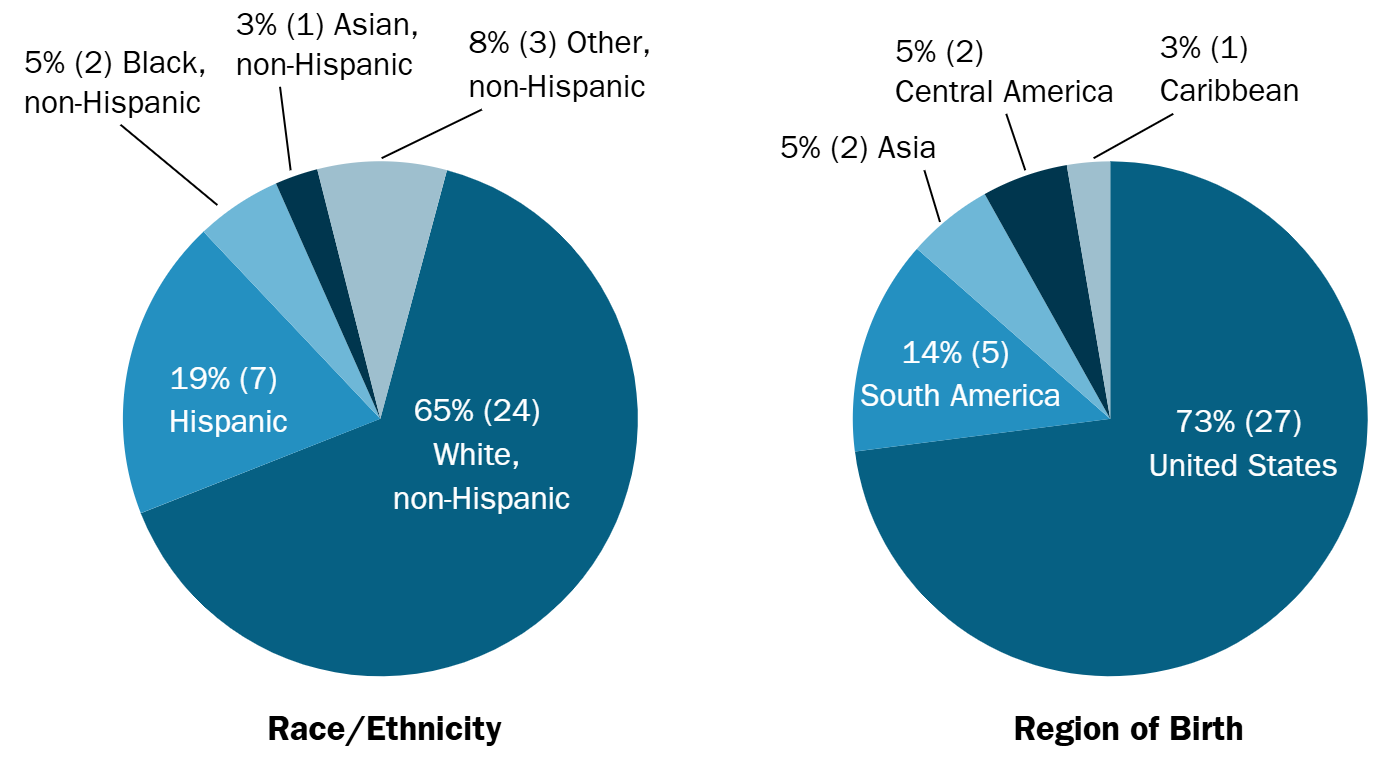 5% (2) Black,
non-Hispanic
3% (1) Asian,
non-Hispanic
8% (3) Other,
non-Hispanic
19% (7)
Hispanic
65% (24)
White,
non-Hispanic
Race/Ethnicity
5% (2) Asia
5% (2)
Central America
3% (1)
Caribbean
14% (5)
South America
73% (27)
United States
Region of Birth